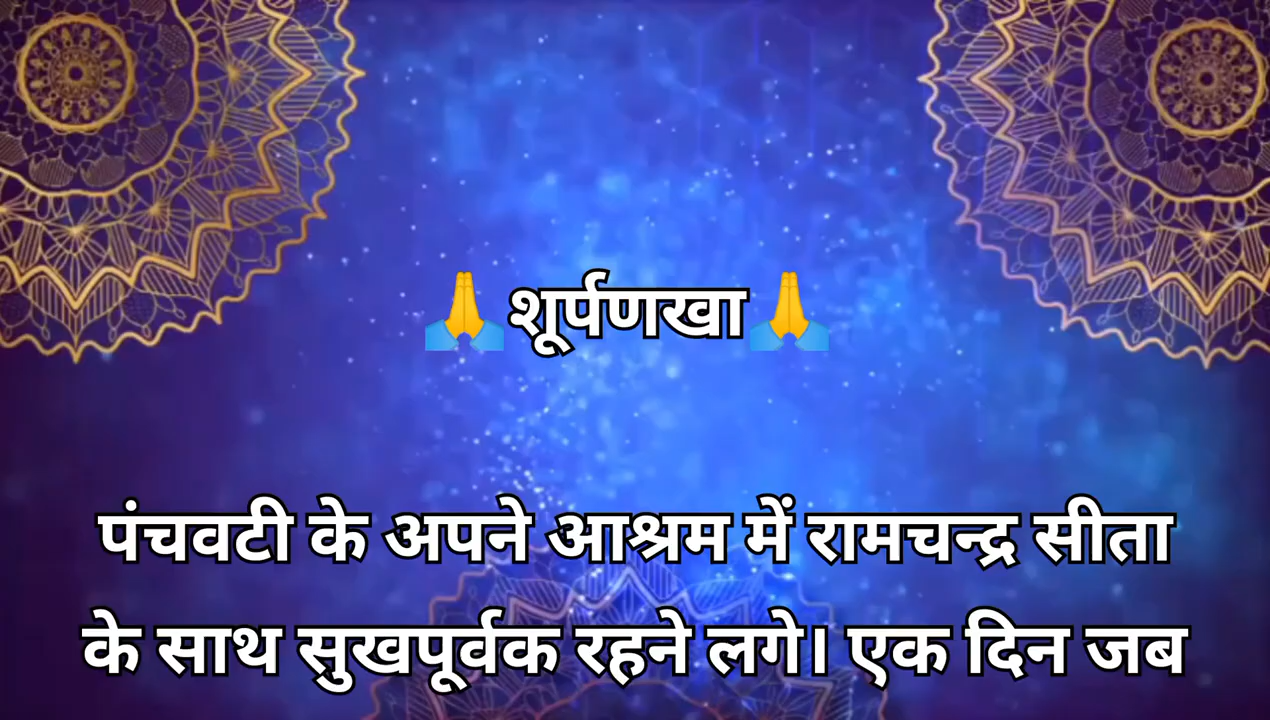 🙏शूर्पणखा🙏
पंचवटी के अपने आश्रम में रामचन्द्र सीता
के साथ सुखपूर्वक रहने लगे। एक दिन जब